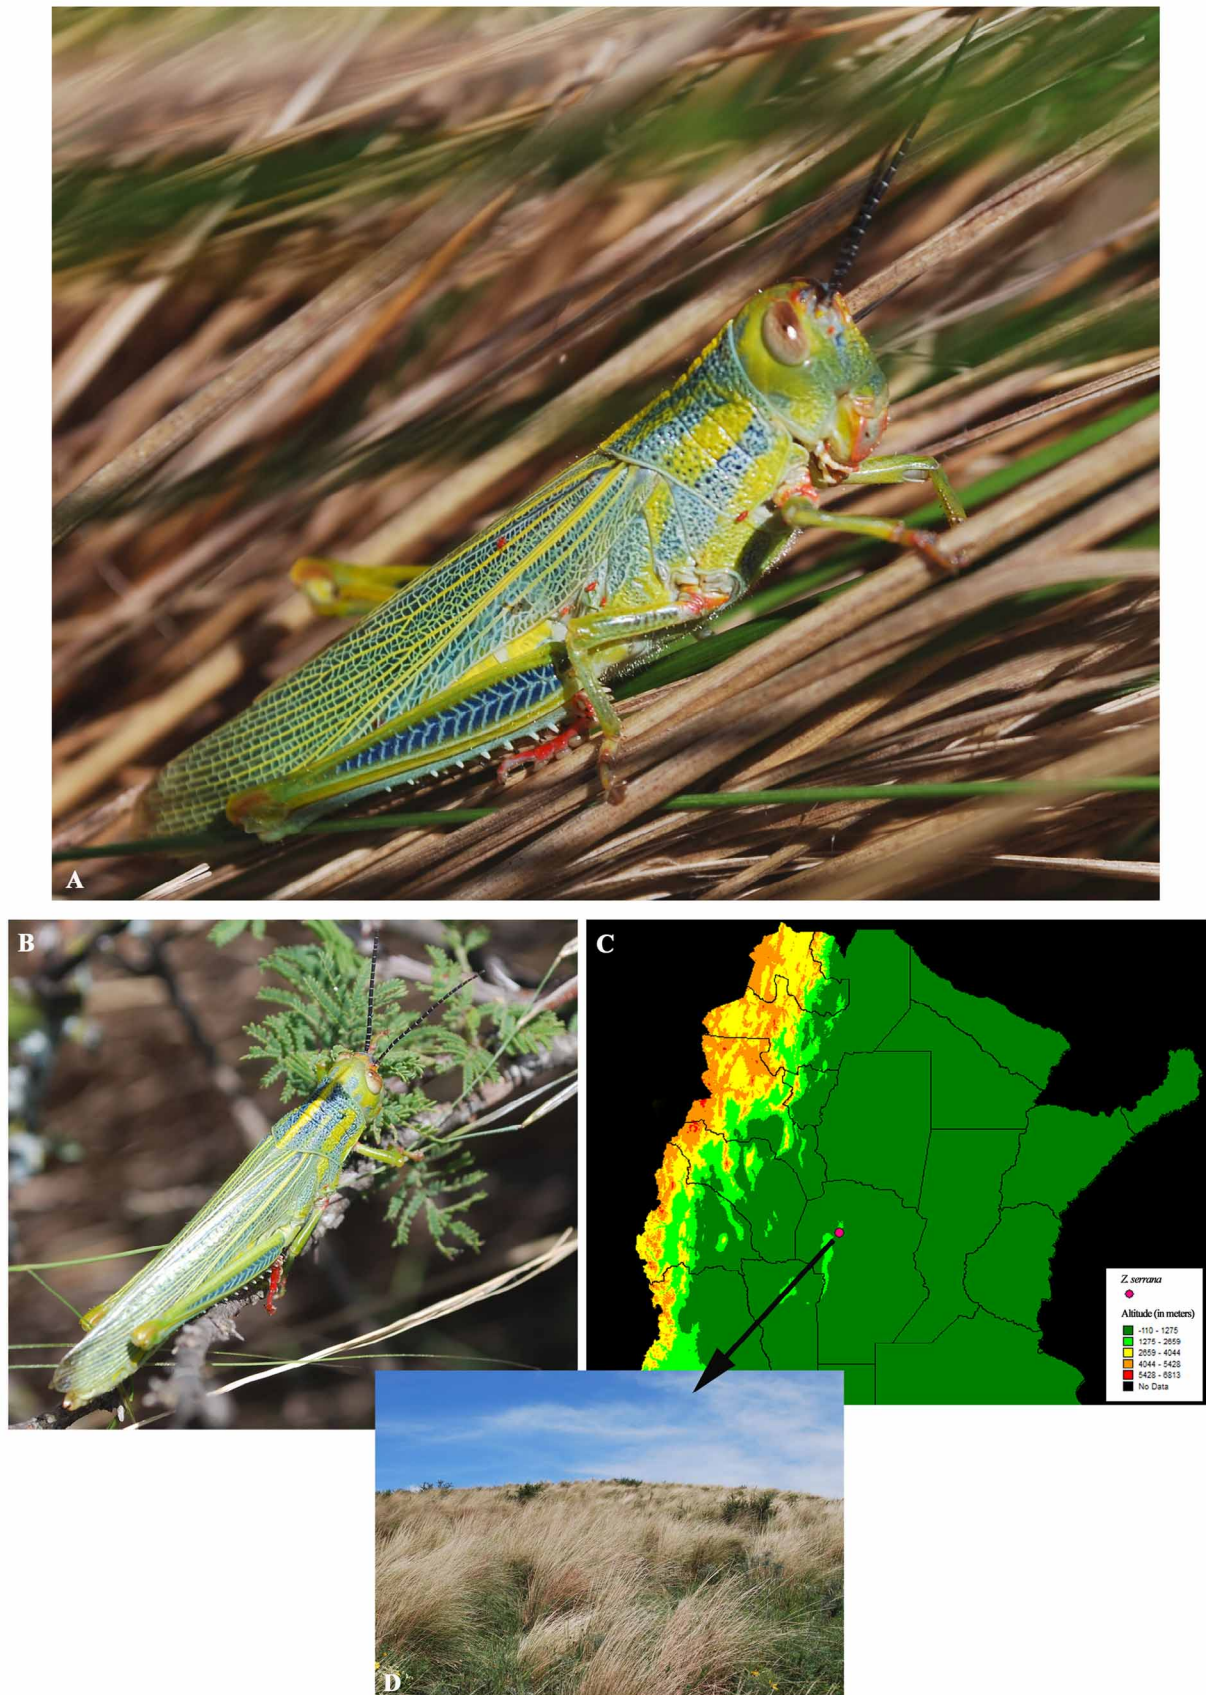 A
B
C
Z. serrana
Altitude (in meters)
-110 - 1275
1275 - 2659
2659 - 4044
4044 - 5428
5428 - 6813
No Data
D